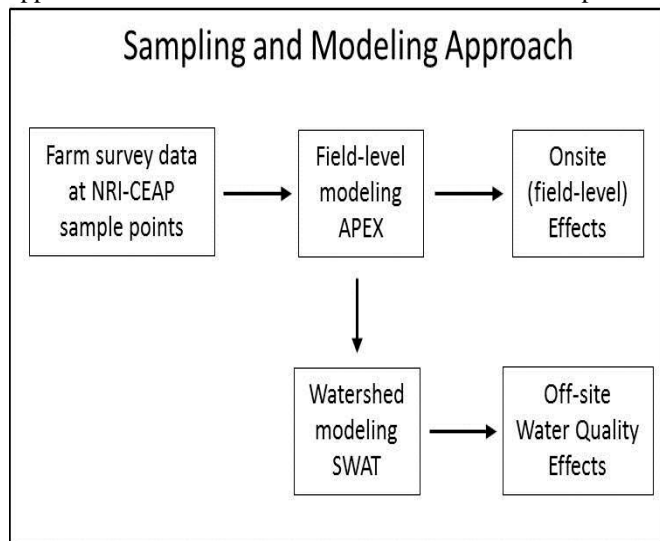 Sampling and Modeling Approach
Farm survey data
at NRI-CEAP
sample points
Field-level
modeling
APEX
Onsite
(field-level)
Effects
Watershed
modeling
SWAT
Off-site
Water Quality
Effects